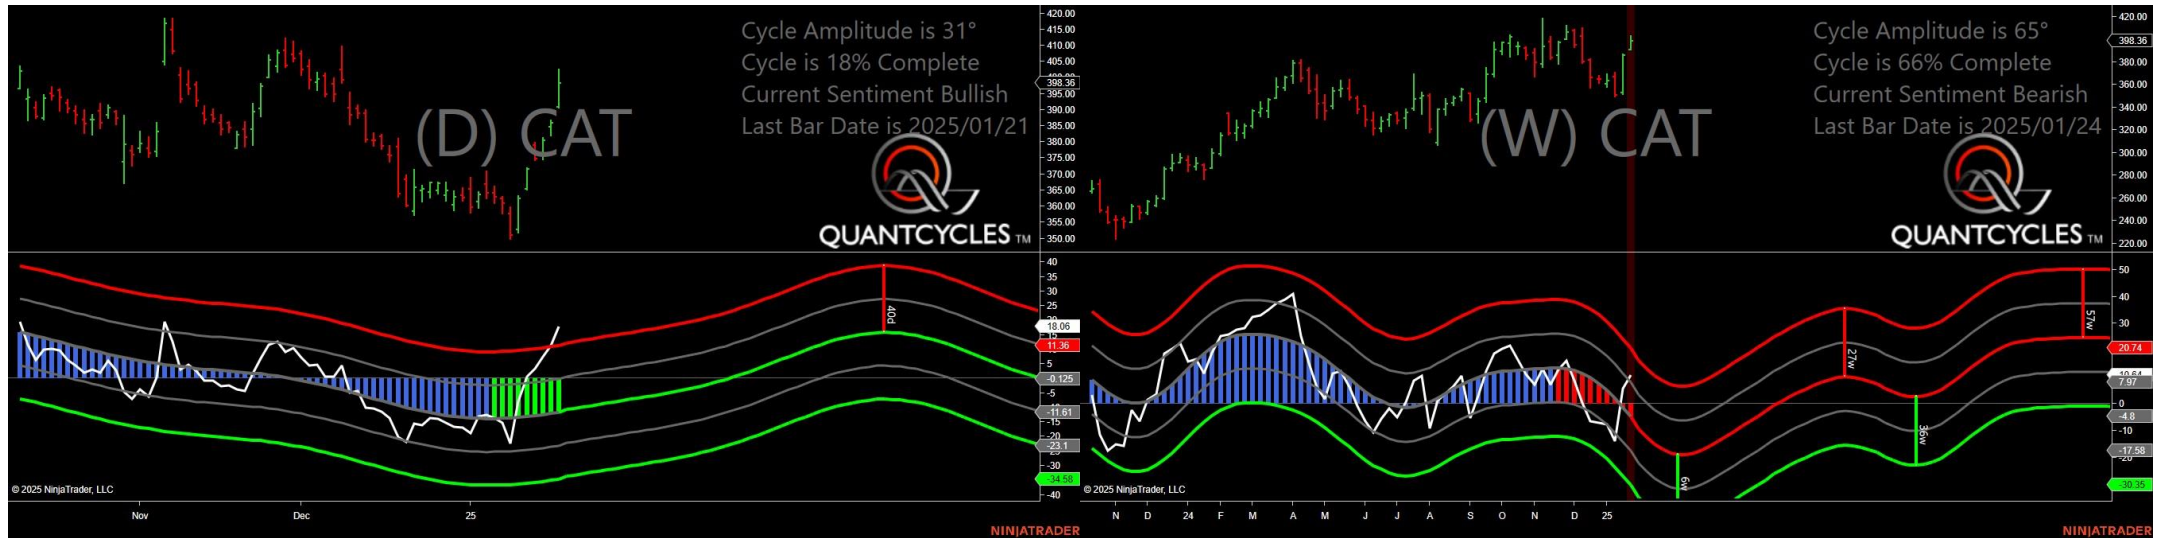 Cycle Amplitude is 31°
Cycle is 18% Complete
Current Sentiment Bullish
Last Bar Date is 2025/01/21
(D) CAT
QUANTCYCLES TM
420.00
415.00
410.00
405.00
398.36
395.00
390.00
385.00
380.00
375.00
370.00
365.00
360.00
355.00
350.00
40
35
30
25
18.06
11.36
5
-0.125
-5
-11.61
-15
-23.1
-30
-34.58
-40
40d
© 2025 NinjaTrader, LLC
Nov
Dec
25
NINJATRADER
Cycle Amplitude is 65°
Cycle is 66% Complete
Current Sentiment Bearish
Last Bar Date is 2025/01/24
(W) CAT
QUANTCYCLES TM
420.00
398.36
380.00
360.00
340.00
320.00
300.00
280.00
260.00
240.00
220.00
50
40
30
20.74
7.97
0
-4.8
-10
-17.58
-30.35
27w
57w
36w
6w
© 2025 NinjaTrader, LLC
N D 24 F M A M J J A S O N D 25
NINJATRADER